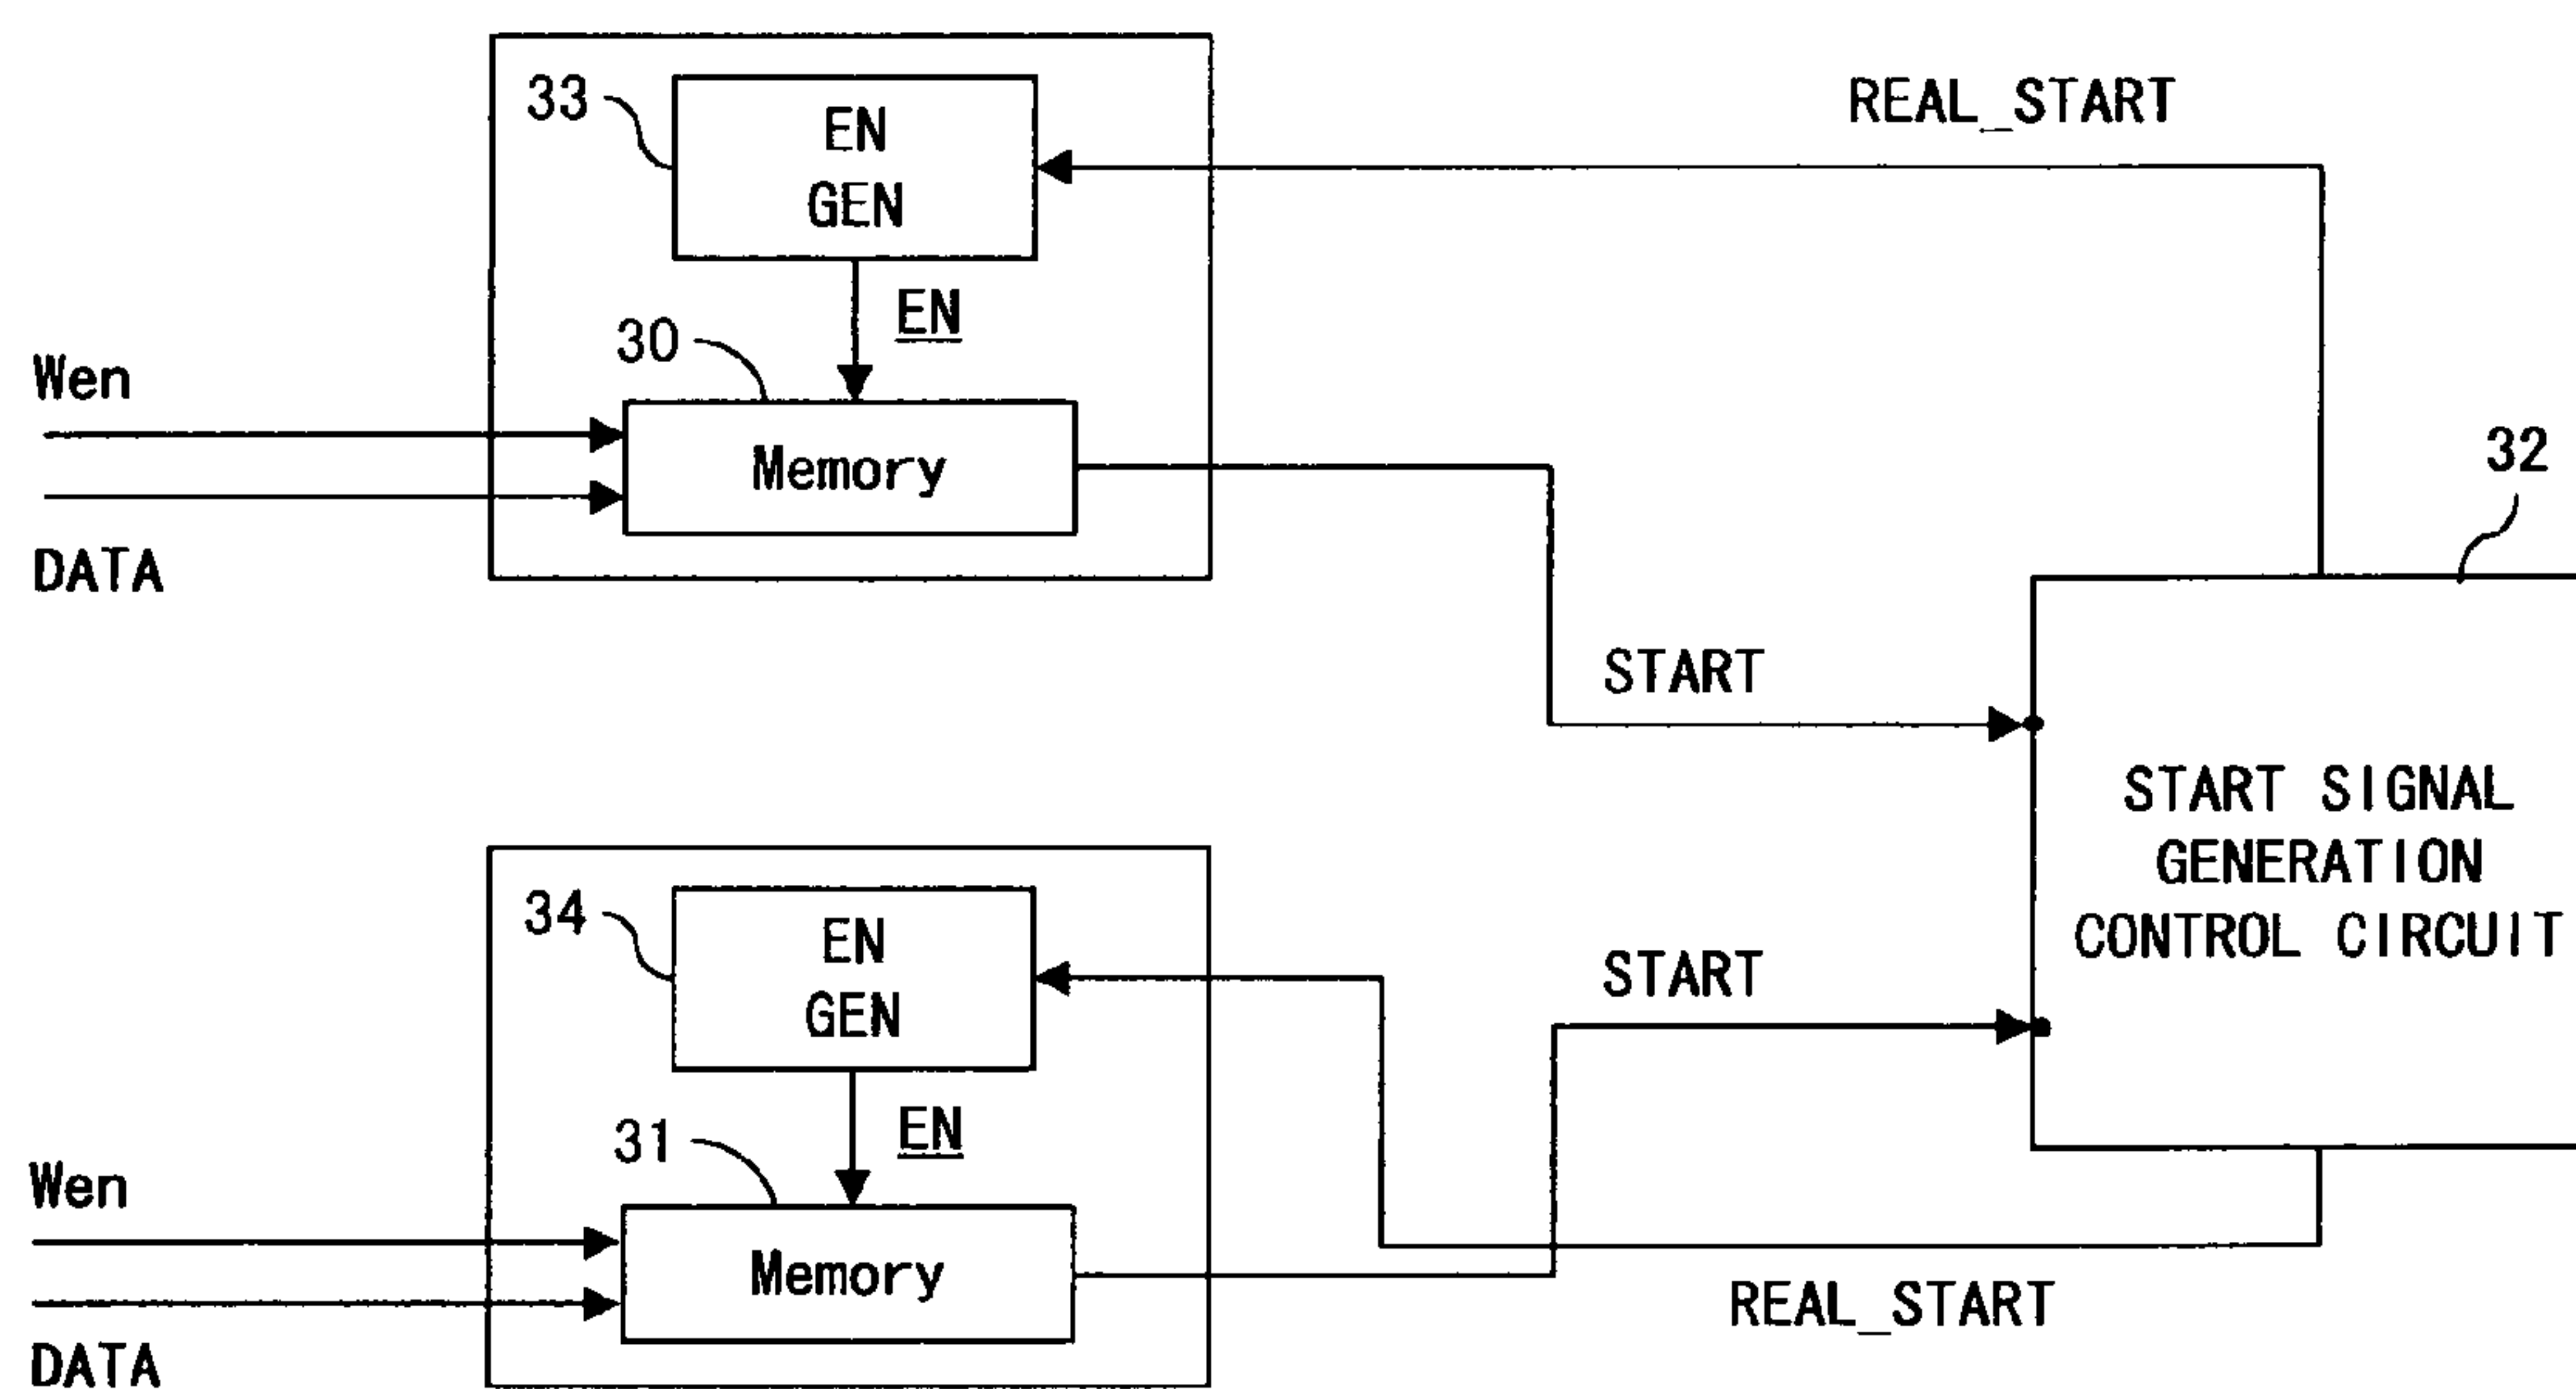 33
EN
GEN
REAL_START
EN
30
Wen
Memory
DATA
32
START
START SIGNAL
GENERATION
CONTROL CIRCUIT
34
EN
GEN
START
EN
31
Wen
Memory
REAL_START
DATA